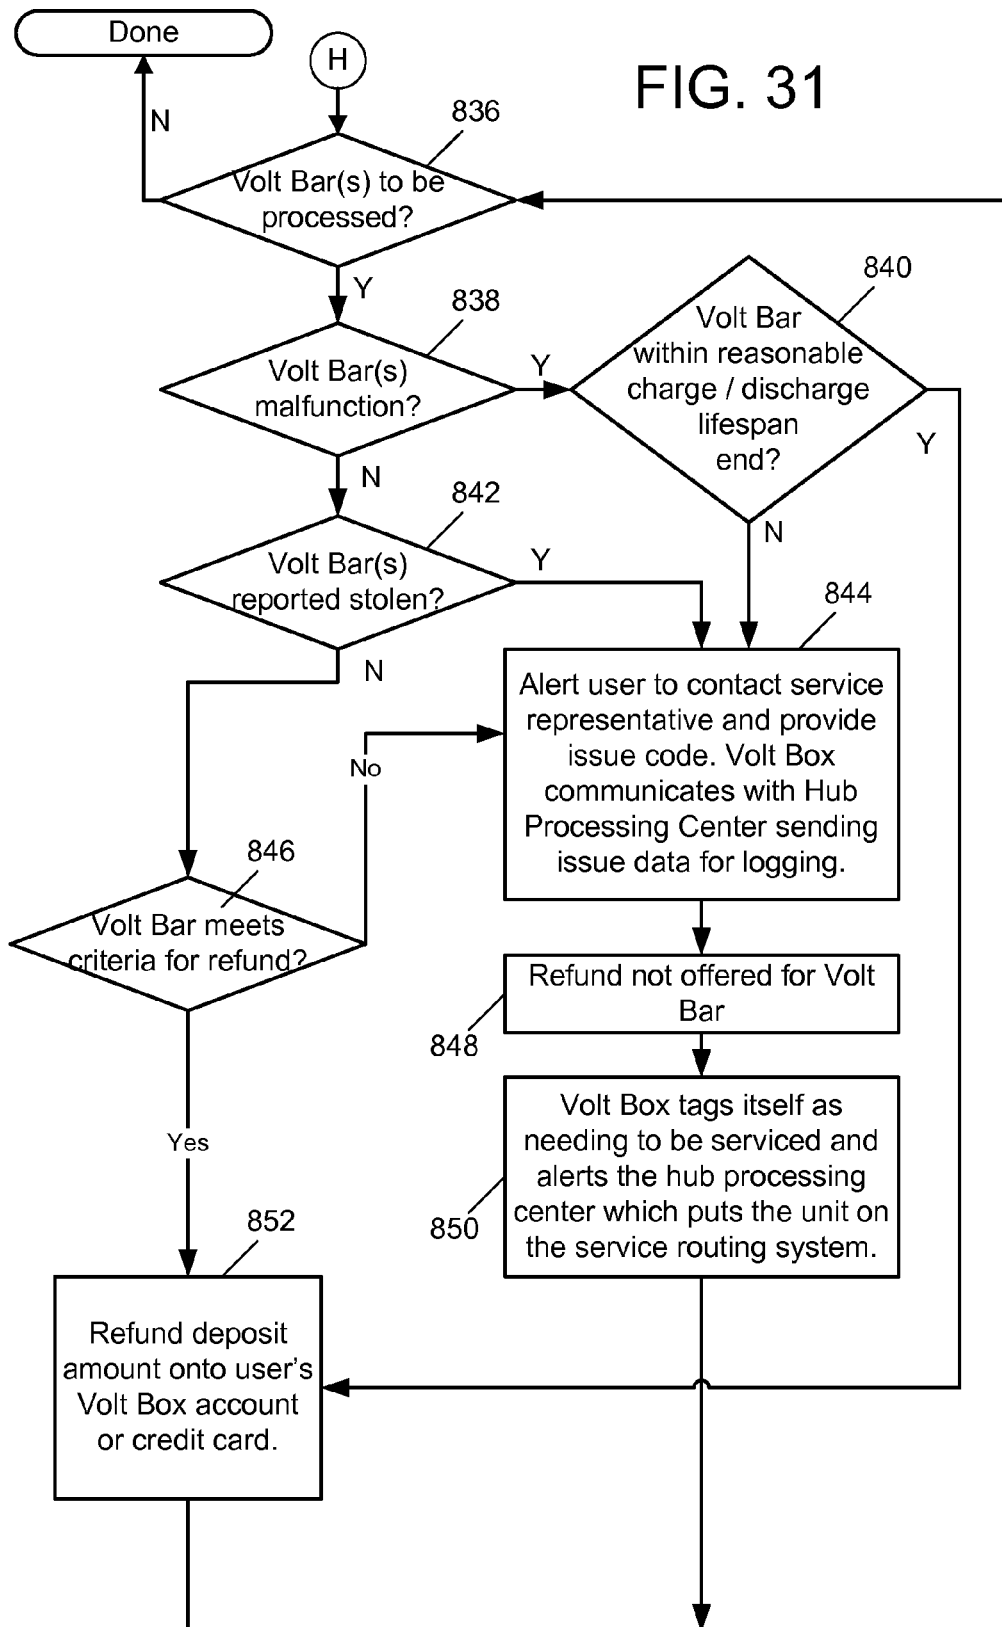 Done
H
FIG. 31
N
836
Volt Bar(s) to be
processed?
Y
838
840
Volt Bar(s)
malfunction?
Y
Volt Bar
within reasonable
charge / discharge
lifespan
end?
Y
N
842
N
Volt Bar(s)
reported stolen?
Y
844
N
Alert user to contact service
representative and provide
issue code. Volt Box
communicates with Hub
Processing Center sending
issue data for logging.
No
846
Volt Bar meets
criteria for refund?
Refund not offered for Volt
Bar
848
Yes
Volt Box tags itself as
needing to be serviced and
alerts the hub processing
center which puts the unit on
the service routing system.
850
852
Refund deposit
amount onto user's
Volt Box account
or credit card.